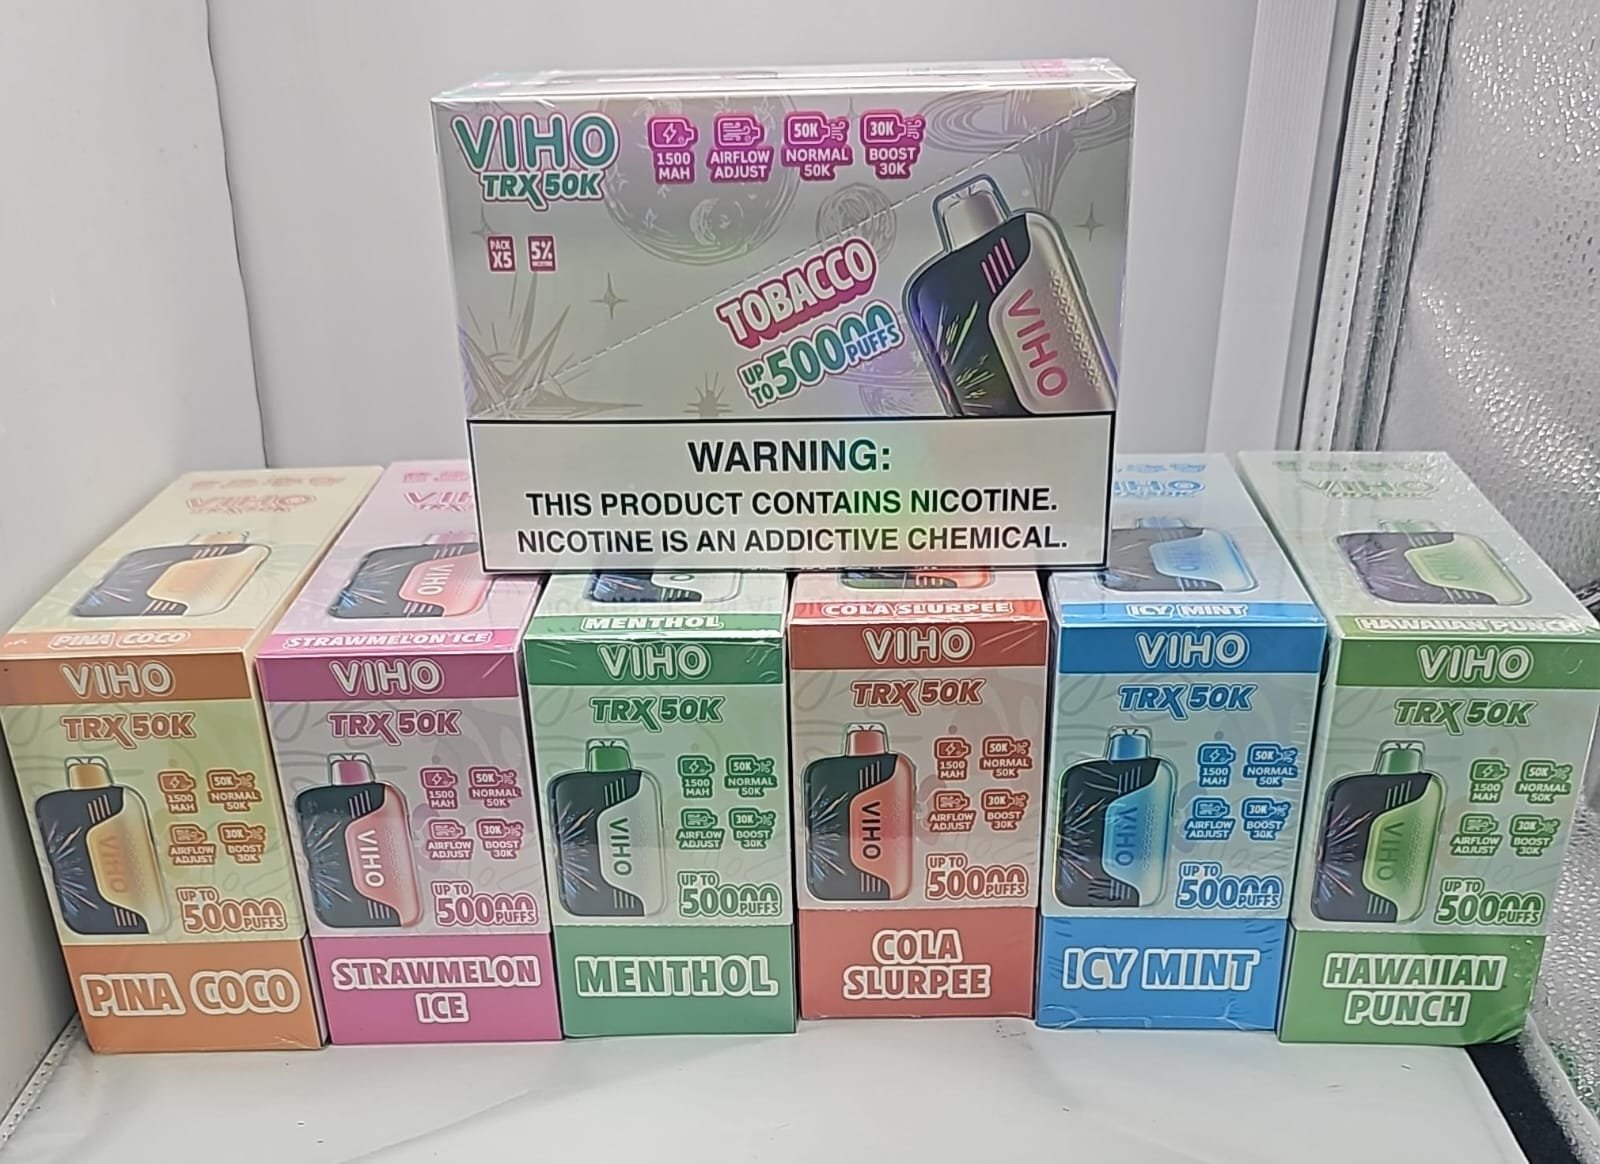 VIHO
TRX 50K
1500
MAH
AIRFLOW
ADJUST
50K
NORMAL
50K
30K
BOOST
30K
PACK
X5
5%
TOBACCO
UP
TO 50000
PUFFS
VIHO
WARNING:
THIS PRODUCT CONTAINS NICOTINE.
NICOTINE IS AN ADDICTIVE CHEMICAL.
PINA COCO
VIHO
TRX 50K
1500
MAH
50K
NORMAL
50K
AIRFLOW
ADJUST
30K
BOOST
30K
VIHO
UP TO
50000
PUFFS
PINA COCO
VIHO
STRAWMELON ICE
VIHO
TRX 50K
1500
MAH
50K
NORMAL
50K
AIRFLOW
ADJUST
30K
BOOST
30K
VIHO
UP TO
50000
PUFFS
STRAWMELON
ICE
MENTHOL
VIHO
TRX 50K
1500
MAH
50K
NORMAL
50K
AIRFLOW
ADJUST
30K
BOOST
30K
VIHO
UP TO
50000
PUFFS
MENTHOL
COLA SLURPEE
VIHO
TRX 50K
1500
MAH
50K
NORMAL
50K
AIRFLOW
ADJUST
30K
BOOST
30K
VIHO
UP TO
50000
PUFFS
COLA
SLURPEE
ICY MINT
VIHO
TRX 50K
1500
MAH
50K
NORMAL
50K
AIRFLOW
ADJUST
30K
BOOST
30K
VIHO
UP TO
50000
PUFFS
ICY MINT
VIHO
HAWAIIAN PUNCH
VIHO
TRX 50K
1500
MAH
50K
NORMAL
50K
AIRFLOW
ADJUST
30K
BOOST
30K
VIHO
UP TO
50000
PUFFS
HAWAIIAN
PUNCH